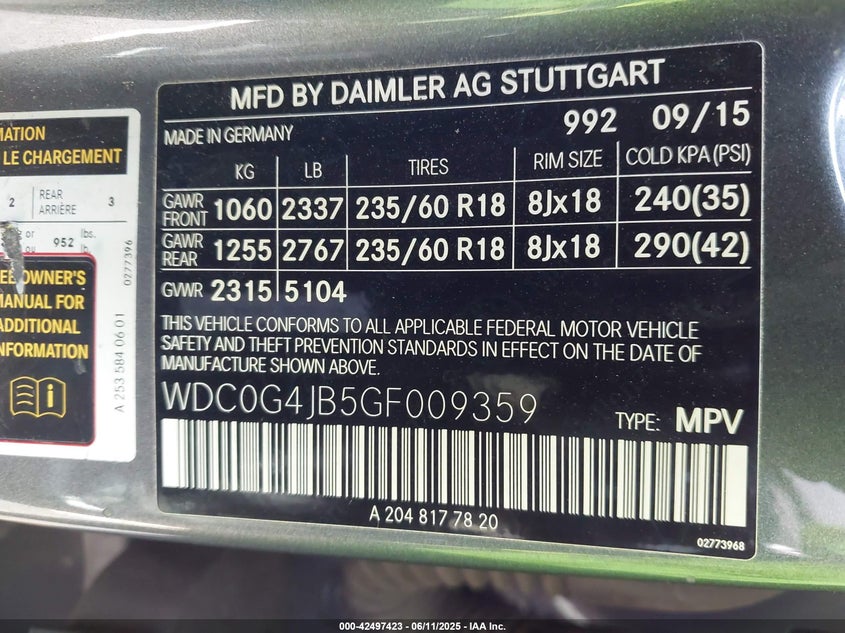 MFD BY DAIMLER AG STUTTGART
MADE IN GERMANY 992 09/15
KG LB TIRES RIM SIZE COLD KPA (PSI)
GAWR FRONT 1060 2337 235/60 R18 8Jx18 240(35)
GAWR REAR 1255 2767 235/60 R18 8Jx18 290(42)
GVWR 2315 5104
THIS VEHICLE CONFORMS TO ALL APPLICABLE FEDERAL MOTOR VEHICLE
SAFETY AND THEFT PREVENTION STANDARDS IN EFFECT ON THE DATE OF
MANUFACTURE SHOWN ABOVE.
WDC0G4JB5GF009359 TYPE: MPV
A 204 817 78 20
02773968
LE CHARGEMENT
2 REAR ARRIÈRE 3
or 952 lbs.
lb.
0277396
OWNER'S
MANUAL FOR
ADDITIONAL
A 253 584 06 01
000-42497423 - 06/11/2025 - IAA Inc.